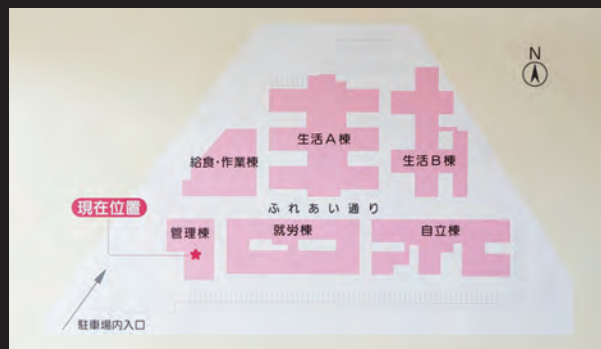 N
生活A棟
給食・作業棟
生活B棟
ふれあい通り
現在位置
管理棟
就労棟
自立棟
駐車場内入口